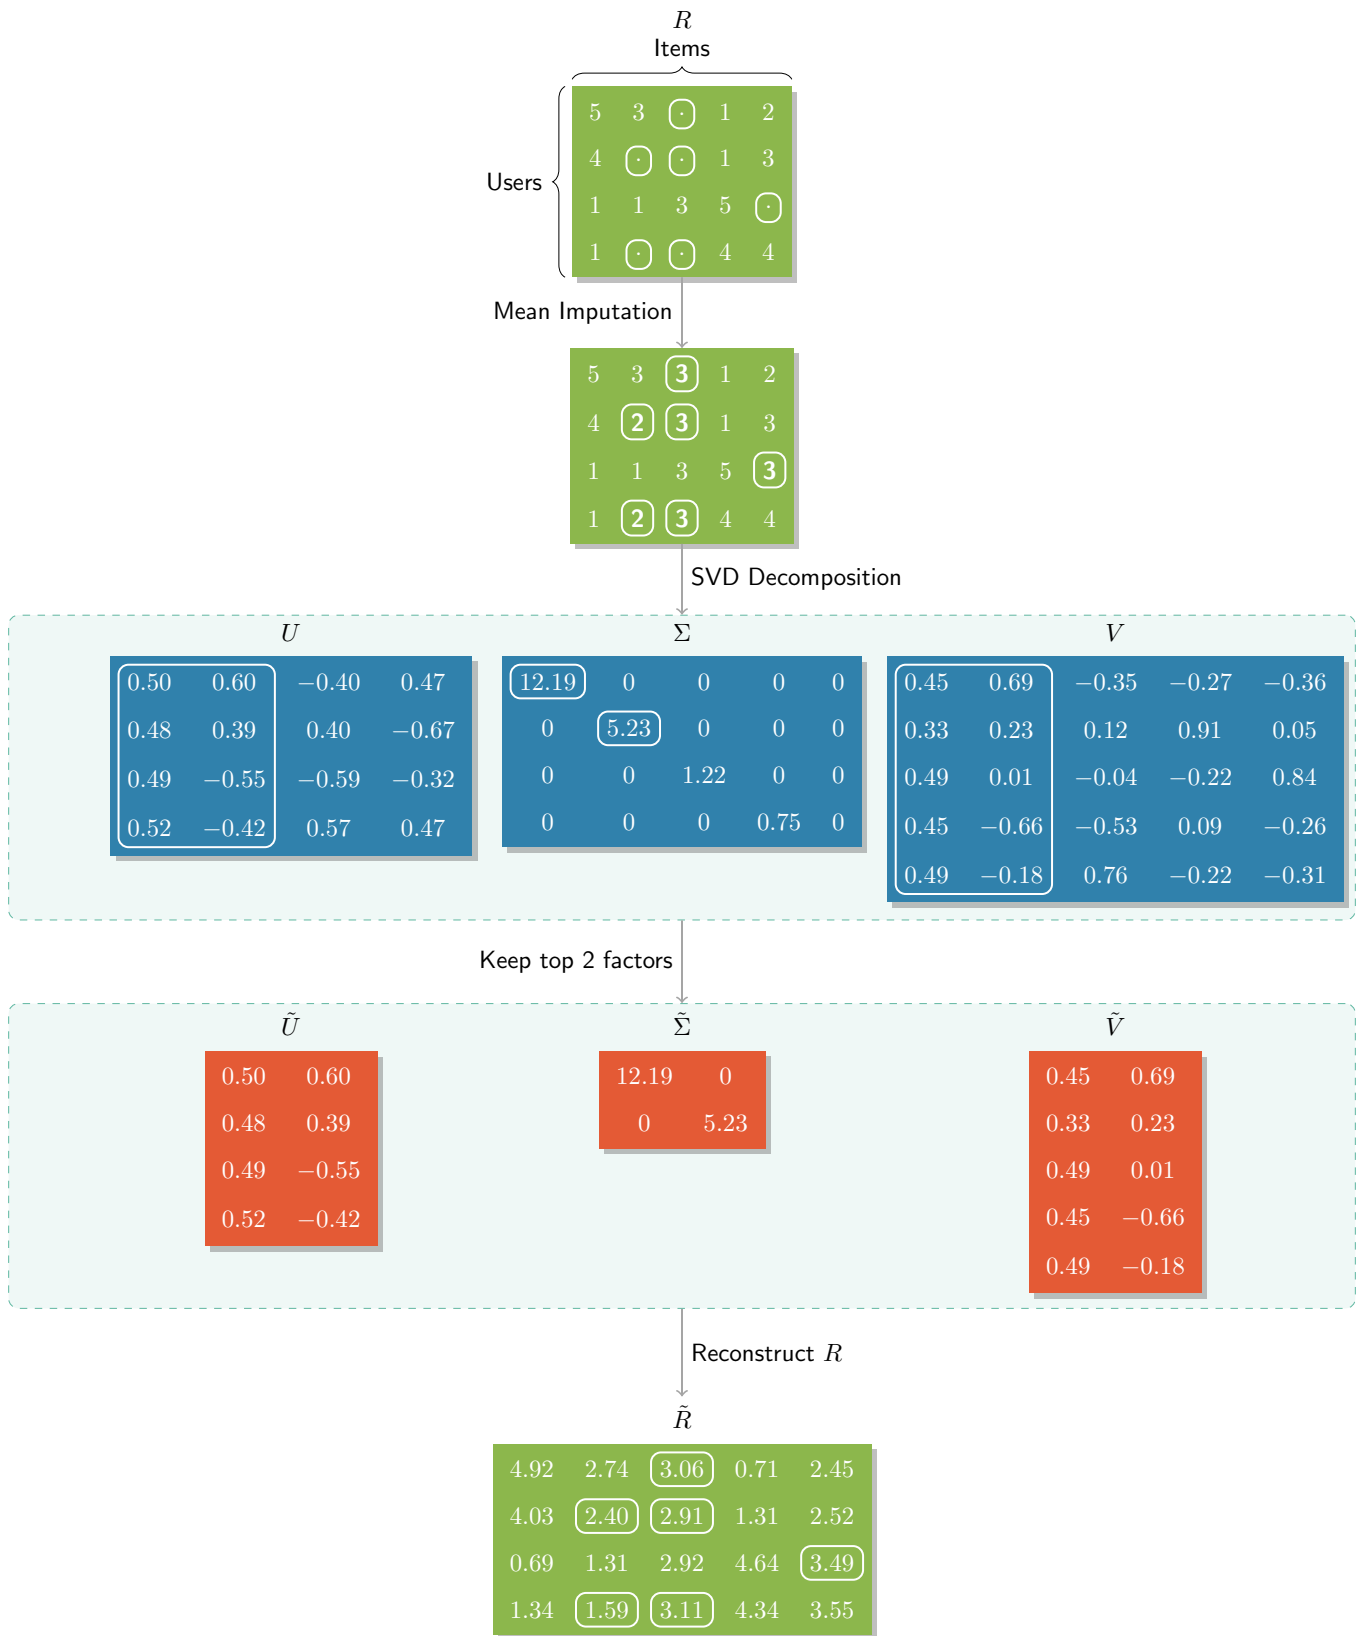 R
Items
Users
5 3 · 1 2
4 · · 1 3
1 1 3 5 ·
1 · · 4 4
Mean Imputation
5 3 3 1 2
4 2 3 1 3
1 1 3 5 3
1 2 3 4 4
SVD Decomposition
U
0.50 0.60 −0.40 0.47
0.48 0.39 0.40 −0.67
0.49 −0.55 −0.59 −0.32
0.52 −0.42 0.57 0.47
Σ
12.19 0 0 0 0
0 5.23 0 0 0
0 0 1.22 0 0
0 0 0 0.75 0
V
0.45 0.69 −0.35 −0.27 −0.36
0.33 0.23 0.12 0.91 0.05
0.49 0.01 −0.04 −0.22 0.84
0.45 −0.66 −0.53 0.09 −0.26
0.49 −0.18 0.76 −0.22 −0.31
Keep top 2 factors
Ũ
0.50 0.60
0.48 0.39
0.49 −0.55
0.52 −0.42
Σ̃
12.19 0
0 5.23
Ṽ
0.45 0.69
0.33 0.23
0.49 0.01
0.45 −0.66
0.49 −0.18
Reconstruct R
R̃
4.92 2.74 3.06 0.71 2.45
4.03 2.40 2.91 1.31 2.52
0.69 1.31 2.92 4.64 3.49
1.34 1.59 3.11 4.34 3.55